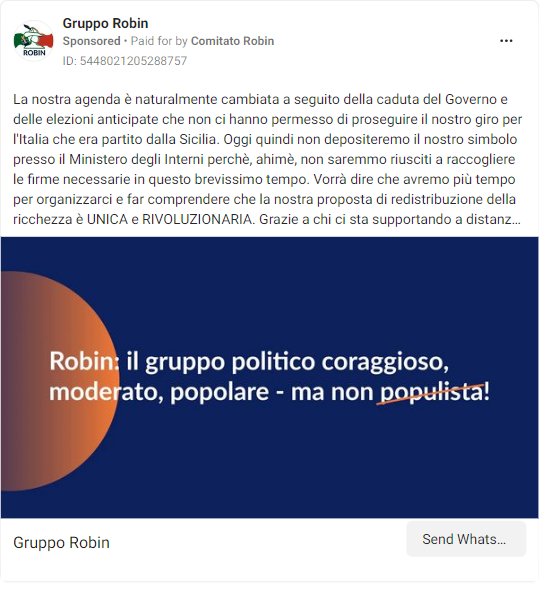 Gruppo Robin
Sponsored • Paid for by Comitato Robin
ID: 5448021205288757
ROBIN
La nostra agenda è naturalmente cambiata a seguito della caduta del Governo e
delle elezioni anticipate che non ci hanno permesso di proseguire il nostro giro per
l'Italia che era partito dalla Sicilia. Oggi quindi non depositeremo il nostro simbolo
presso il Ministero degli Interni perchè, ahimè, non saremmo riusciti a raccogliere
le firme necessarie in questo brevissimo tempo. Vorrà dire che avremo più tempo
per organizzarci e far comprendere che la nostra proposta di redistribuzione della
ricchezza è UNICA e RIVOLUZIONARIA. Grazie a chi ci sta supportando a distanz...
Robin: il gruppo politico coraggioso,
moderato, popolare - ma non populista!
Gruppo Robin
Send Whats...